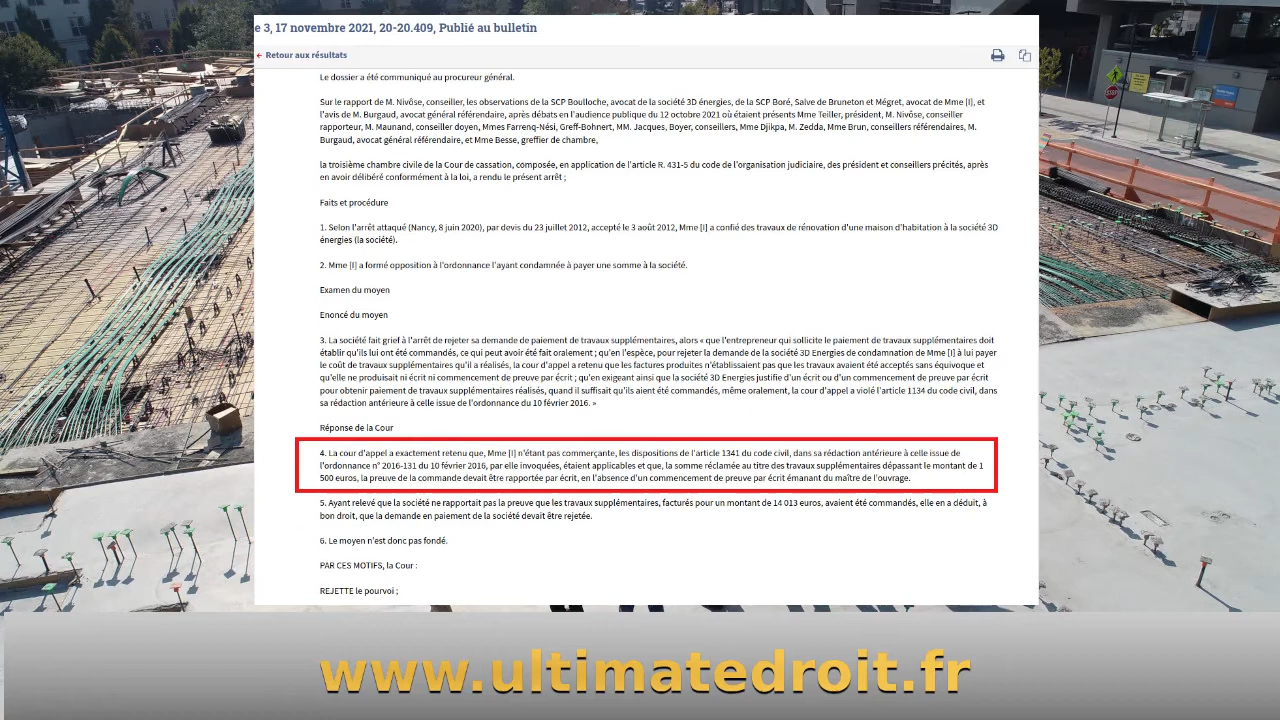 e 3, 17 novembre 2021, 20-20.409, Publié au bulletin
← Retour aux résultats
Le dossier a été communiqué au procureur général.
Sur le rapport de M. Nivôse, conseiller, les observations de la SCP Boulloche, avocat de la société 3D énergies, de la SCP Boré, Salve de Bruneton et Mégret, avocat de Mme [I], et
l'avis de M. Burgaud, avocat général référendaire, après débats en l'audience publique du 12 octobre 2021 où étaient présents Mme Teiller, président, M. Nivôse, conseiller
rapporteur, M. Maunand, conseiller doyen, Mmes Farrenq-Nési, Greff-Bohnert, MM. Jacques, Boyer, conseillers, Mme Djikpa, M. Zedda, Mme Brun, conseillers référendaires, M.
Burgaud, avocat général référendaire, et Mme Besse, greffier de chambre,
la troisième chambre civile de la Cour de cassation, composée, en application de l'article R. 431-5 du code de l'organisation judiciaire, des président et conseillers précités, après
en avoir délibéré conformément à la loi, a rendu le présent arrêt ;
Faits et procédure
1. Selon l'arrêt attaqué (Nancy, 8 juin 2020), par devis du 23 juillet 2012, accepté le 3 août 2012, Mme [I] a confié des travaux de rénovation d'une maison d'habitation à la société 3D
énergies (la société).
2. Mme [I] a formé opposition à l'ordonnance l'ayant condamnée à payer une somme à la société.
Examen du moyen
Enoncé du moyen
3. La société fait grief à l'arrêt de rejeter sa demande de paiement de travaux supplémentaires, alors « que l'entrepreneur qui sollicite le paiement de travaux supplémentaires doit
établir qu'ils lui ont été commandés, ce qui peut avoir été fait oralement ; qu'en l'espèce, pour rejeter la demande de la société 3D Energies de condamnation de Mme [I] à lui payer
le coût de travaux supplémentaires qu'il a réalisés, la cour d'appel a retenu que les factures produites n'établissaient pas que les travaux avaient été acceptés sans équivoque et
qu'elle ne produisait ni écrit ni commencement de preuve par écrit ; qu'en exigeant ainsi que la société 3D Energies justifie d'un écrit ou d'un commencement de preuve par écrit
pour obtenir paiement de travaux supplémentaires réalisés, quand il suffisait qu'ils aient été commandés, même oralement, la cour d'appel a violé l'article 1134 du code civil, dans
sa rédaction antérieure à celle issue de l'ordonnance du 10 février 2016. »
Réponse de la Cour
4. La cour d'appel a exactement retenu que, Mme [I] n'étant pas commerçante, les dispositions de l'article 1341 du code civil, dans sa rédaction antérieure à celle issue de
l'ordonnance n° 2016-131 du 10 février 2016, par elle invoquées, étaient applicables et que, la somme réclamée au titre des travaux supplémentaires dépassant le montant de 1
500 euros, la preuve de la commande devait être rapportée par écrit, en l'absence d'un commencement de preuve par écrit émanant du maître de l'ouvrage.
5. Ayant relevé que la société ne rapportait pas la preuve que les travaux supplémentaires, facturés pour un montant de 14 013 euros, avaient été commandés, elle en a déduit, à
bon droit, que la demande en paiement de la société devait être rejetée.
6. Le moyen n'est donc pas fondé.
PAR CES MOTIFS, la Cour :
REJETTE le pourvoi ;
www.ultimatedroit.fr